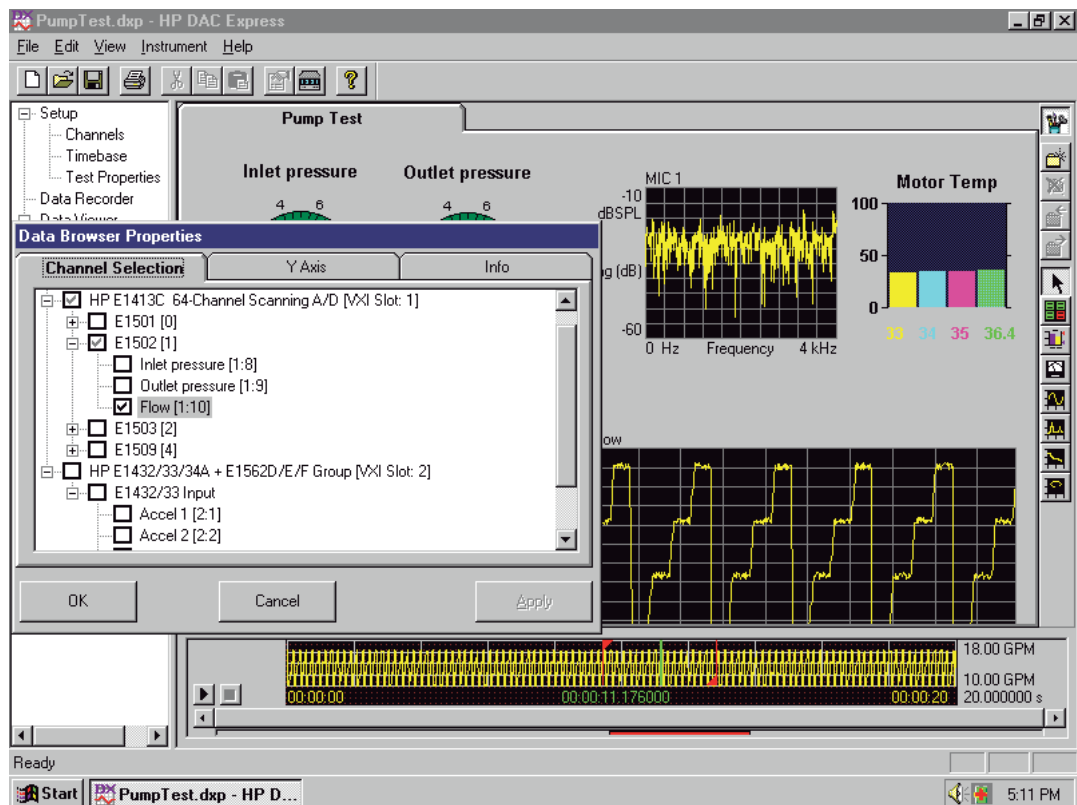 PumpTest.dxp - HP DAC Express
File Edit View Instrument Help
Setup
Channels
Timebase
Test Properties
Data Recorder
Data Viewer
Pump Test
Inlet pressure
4 6
Outlet pressure
4 6
MIC 1
-10
dBSPL
(dB)
-60
0 Hz Frequency 4 kHz
Motor Temp
100
50
0
33 34 35 36.4
Data Browser Properties
Channel Selection Y Axis Info
HP E1413C 64-Channel Scanning A/D [VXI Slot: 1]
E1501 [0]
E1502 [1]
Inlet pressure [1:8]
Outlet pressure [1:9]
Flow [1:10]
E1503 [2]
E1509 [4]
HP E1432/33/34A + E1562D/E/F Group [VXI Slot: 2]
E1432/33 Input
Accel 1 [2:1]
Accel 2 [2:2]
OK Cancel Apply
18.00 GPM
10.00 GPM
00:00:00 00:00:11.176000 00:00:20 20.000000 s
Ready
Start PumpTest.dxp - HP D... 5:11 PM